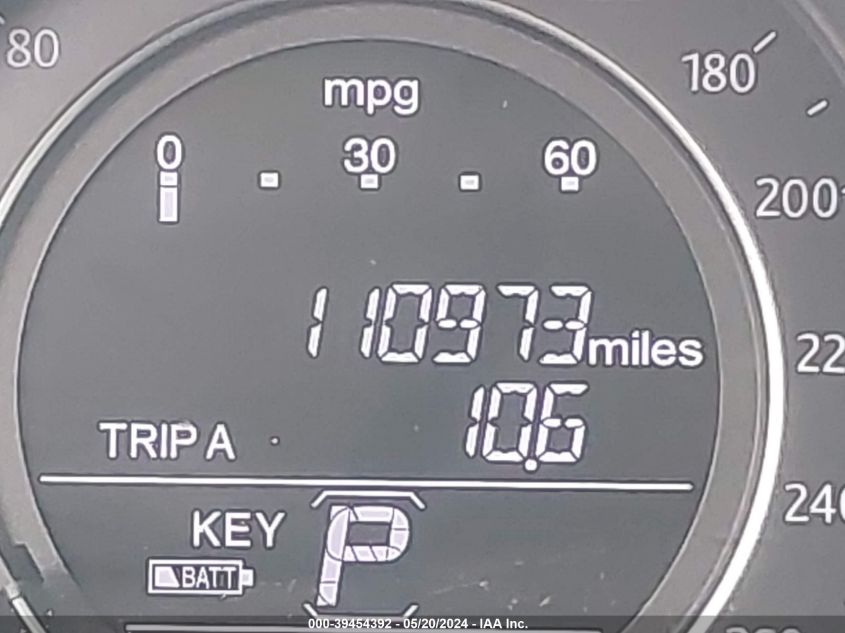 80
180
mpg
0 30 60
200
110973 miles
22
10.6
TRIP A
240
KEY
P
BATT
000-39454392 - 05/20/2024 - IAA Inc.